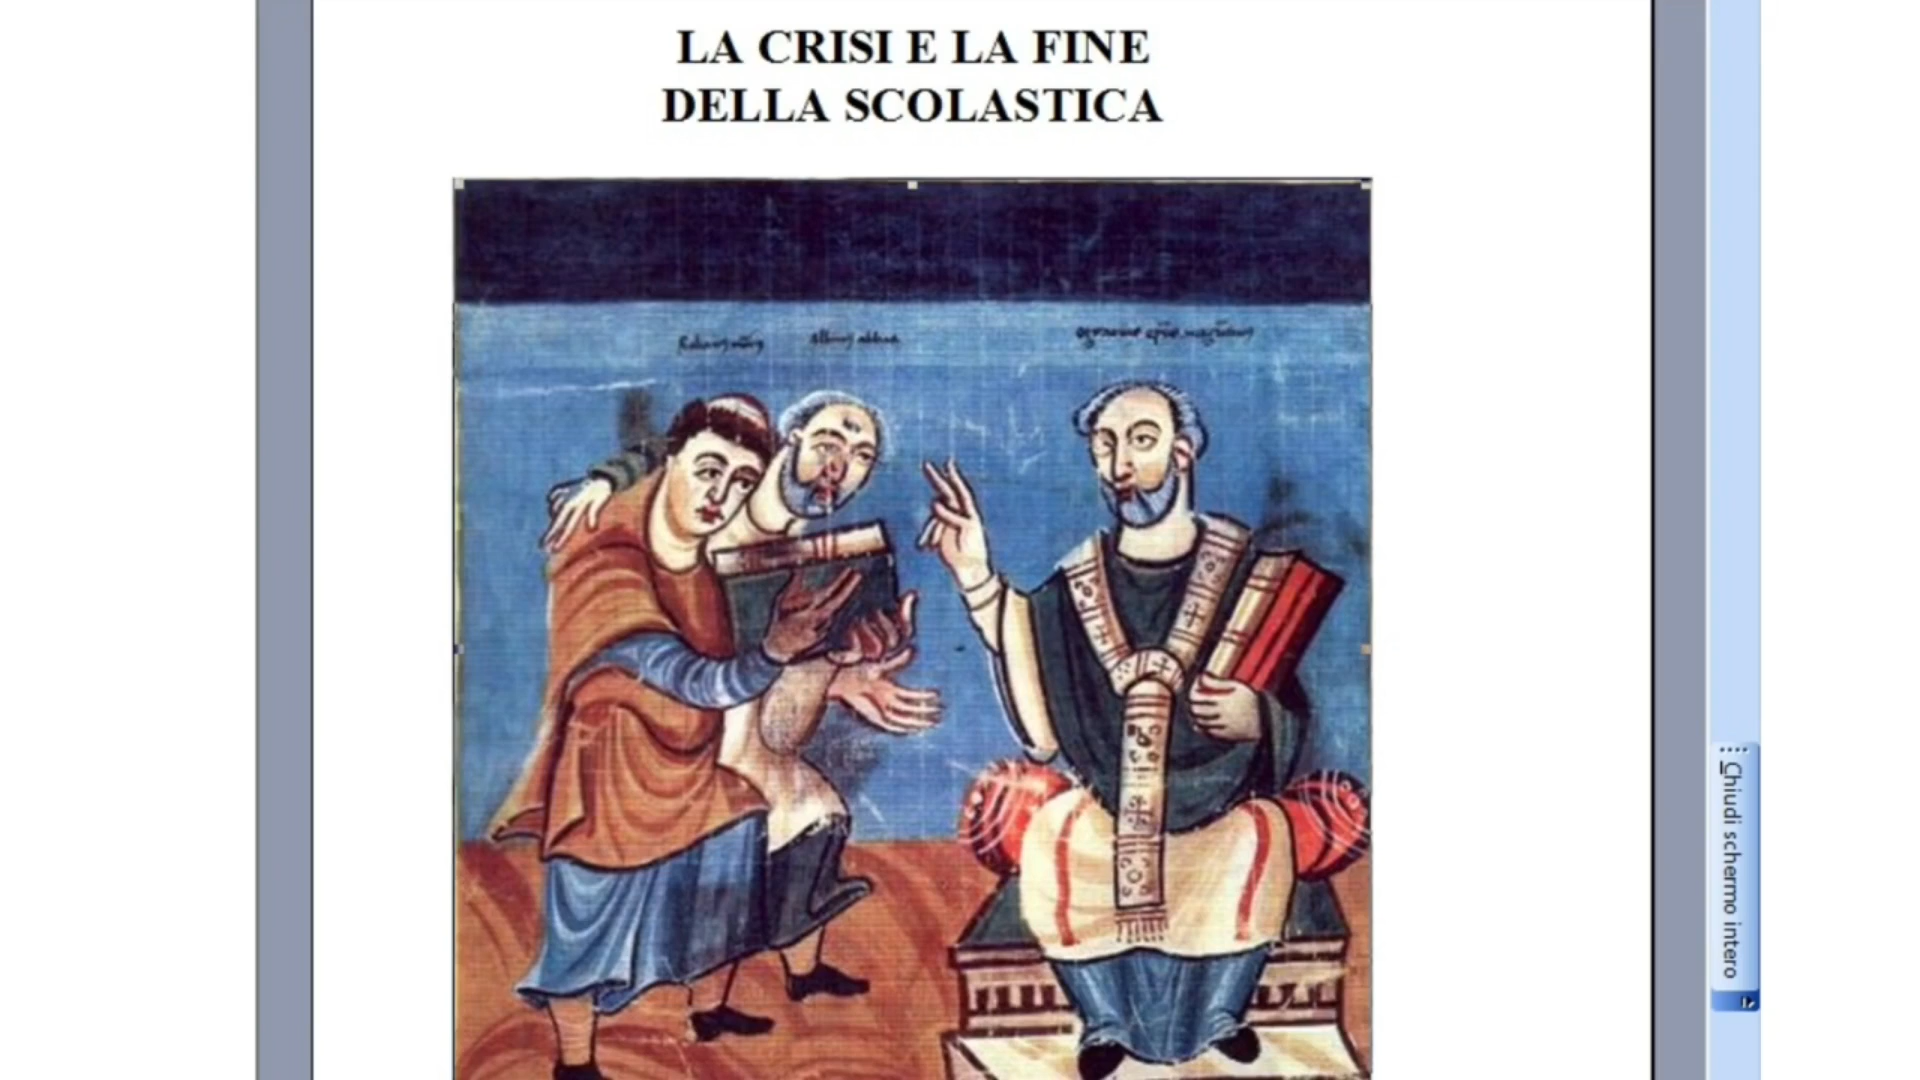 LA CRISI E LA FINE
DELLA SCOLASTICA
Chiudi schermo intero